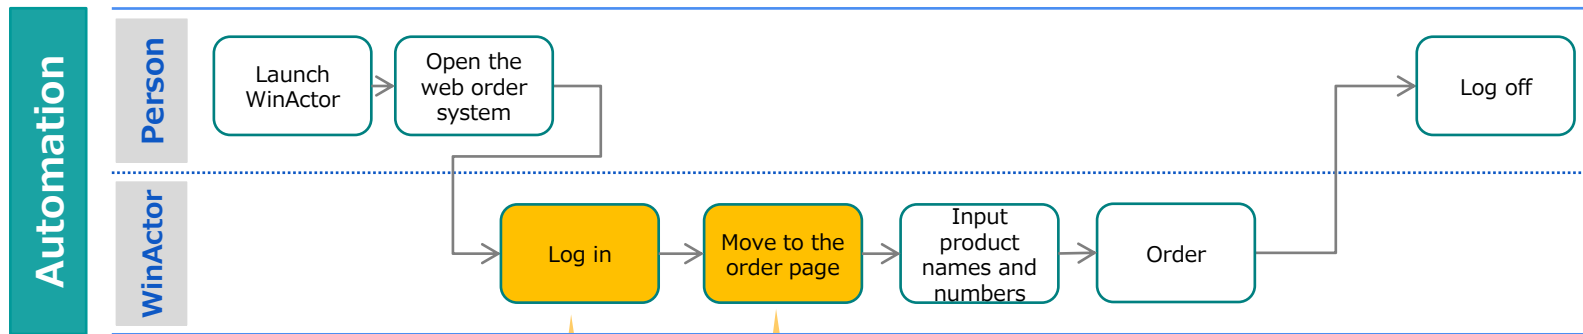 Automation
Person
Launch
WinActor
Open the
web order
system
Log off
WinActor
Log in
Move to the
order page
Input
product
names and
numbers
Order